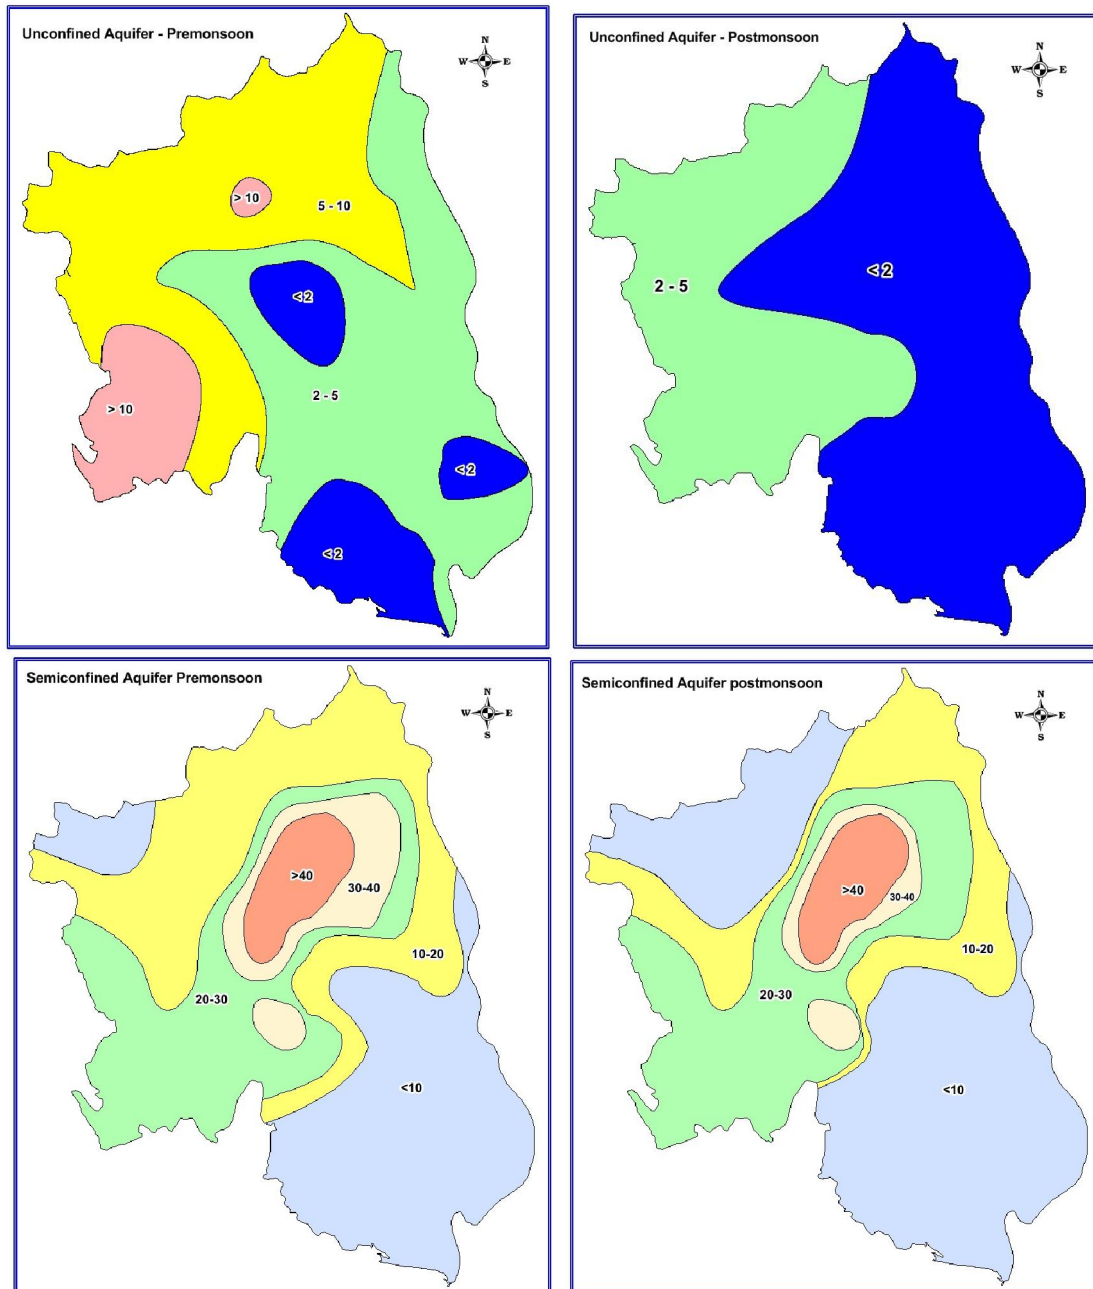 Unconfined Aquifer - Premonsoon
N
W E
S
> 10
5 - 10
< 2
2 - 5
> 10
< 2
< 2
Unconfined Aquifer - Postmonsoon
N
W E
S
< 2
2 - 5
Semiconfined Aquifer Premonsoon
N
W E
S
>40
30-40
10-20
20-30
<10
Semiconfined Aquifer postmonsoon
N
W E
S
>40
30-40
10-20
20-30
<10